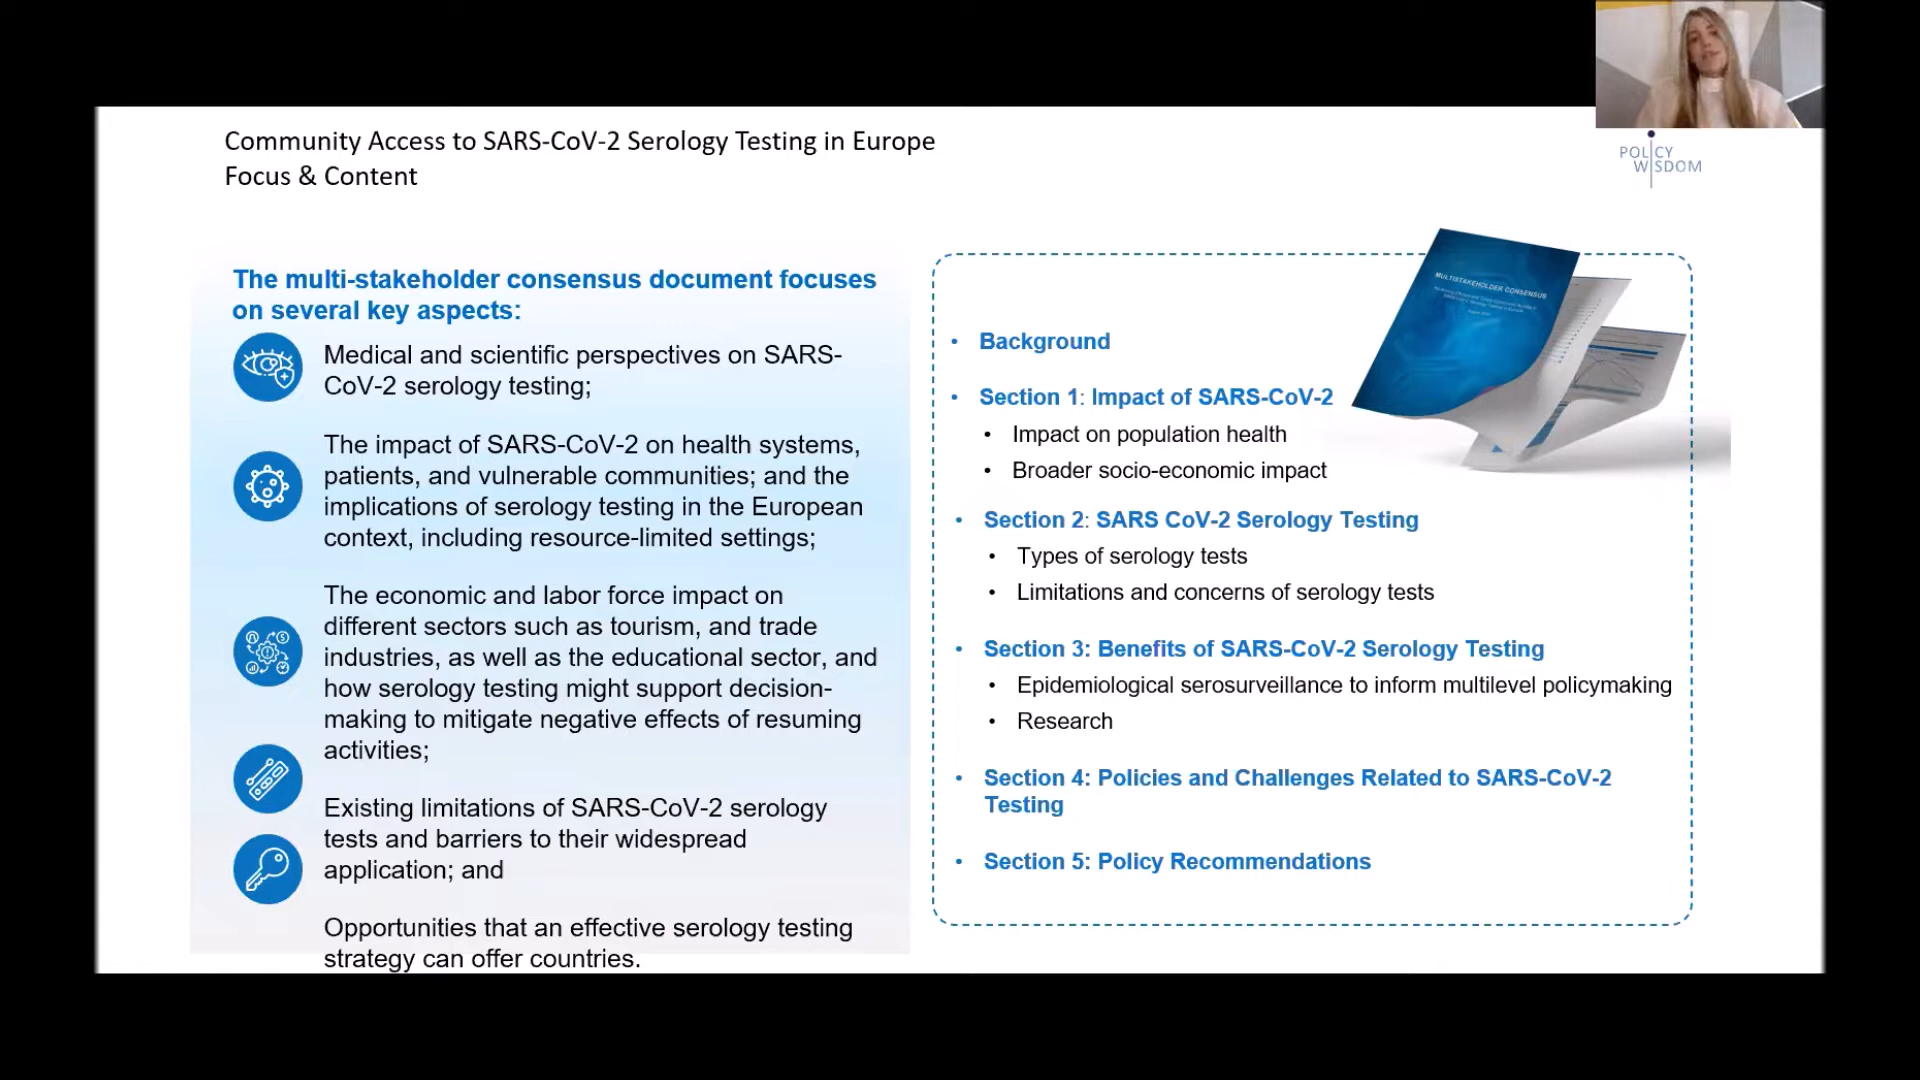 Community Access to SARS-CoV-2 Serology Testing in Europe
Focus & Content
POLICY
WISDOM
The multi-stakeholder consensus document focuses
on several key aspects:
Medical and scientific perspectives on SARS-
CoV-2 serology testing;
The impact of SARS-CoV-2 on health systems,
patients, and vulnerable communities; and the
implications of serology testing in the European
context, including resource-limited settings;
The economic and labor force impact on
different sectors such as tourism, and trade
industries, as well as the educational sector, and
how serology testing might support decision-
making to mitigate negative effects of resuming
activities;
Existing limitations of SARS-CoV-2 serology
tests and barriers to their widespread
application; and
Opportunities that an effective serology testing
strategy can offer countries.
MULTISTAKEHOLDER CONSENSUS
• Background
• Section 1: Impact of SARS-CoV-2
• Impact on population health
• Broader socio-economic impact
• Section 2: SARS CoV-2 Serology Testing
• Types of serology tests
• Limitations and concerns of serology tests
• Section 3: Benefits of SARS-CoV-2 Serology Testing
• Epidemiological serosurveillance to inform multilevel policymaking
• Research
• Section 4: Policies and Challenges Related to SARS-CoV-2
Testing
• Section 5: Policy Recommendations